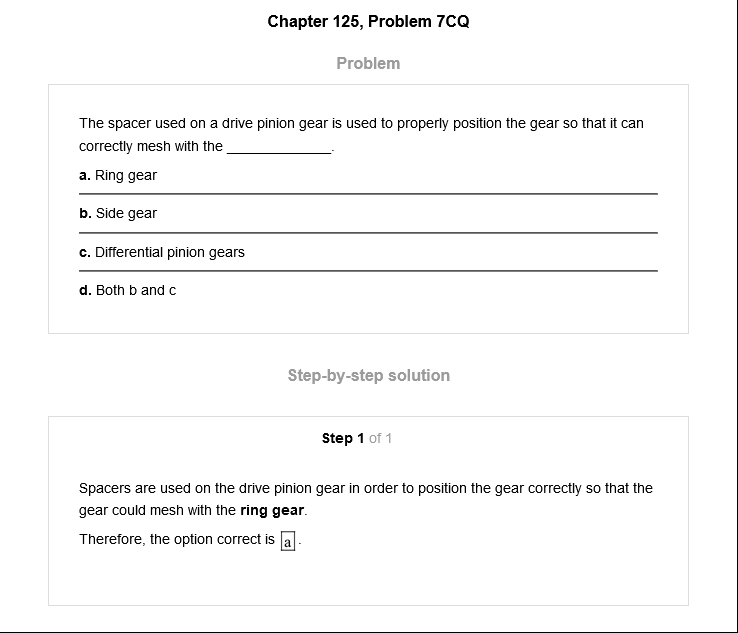 Chapter 125, Problem 7CQ
Problem
The spacer used on a drive pinion gear is used to properly position the gear so that it can
correctly mesh with the _____________.
a. Ring gear
b. Side gear
c. Differential pinion gears
d. Both b and c
Step-by-step solution
Step 1 of 1
Spacers are used on the drive pinion gear in order to position the gear correctly so that the
gear could mesh with the ring gear.
Therefore, the option correct is a .